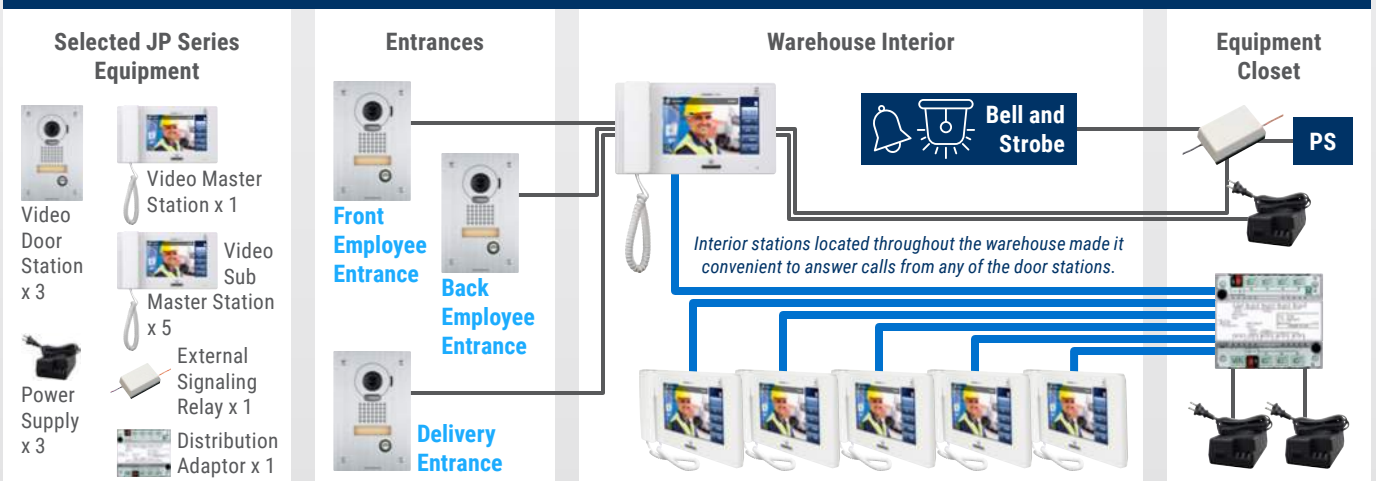 Selected JP Series
Equipment
Video
Door
Station
x 3
Video Master
Station x 1
Video
Sub
Master Station
x 5
Power
Supply
x 3
External
Signaling
Relay x 1
Distribution
Adaptor x 1
Entrances
Front
Employee
Entrance
Back
Employee
Entrance
Delivery
Entrance
Warehouse Interior
Bell and
Strobe
Interior stations located throughout the warehouse made it
convenient to answer calls from any of the door stations.
Equipment
Closet
PS